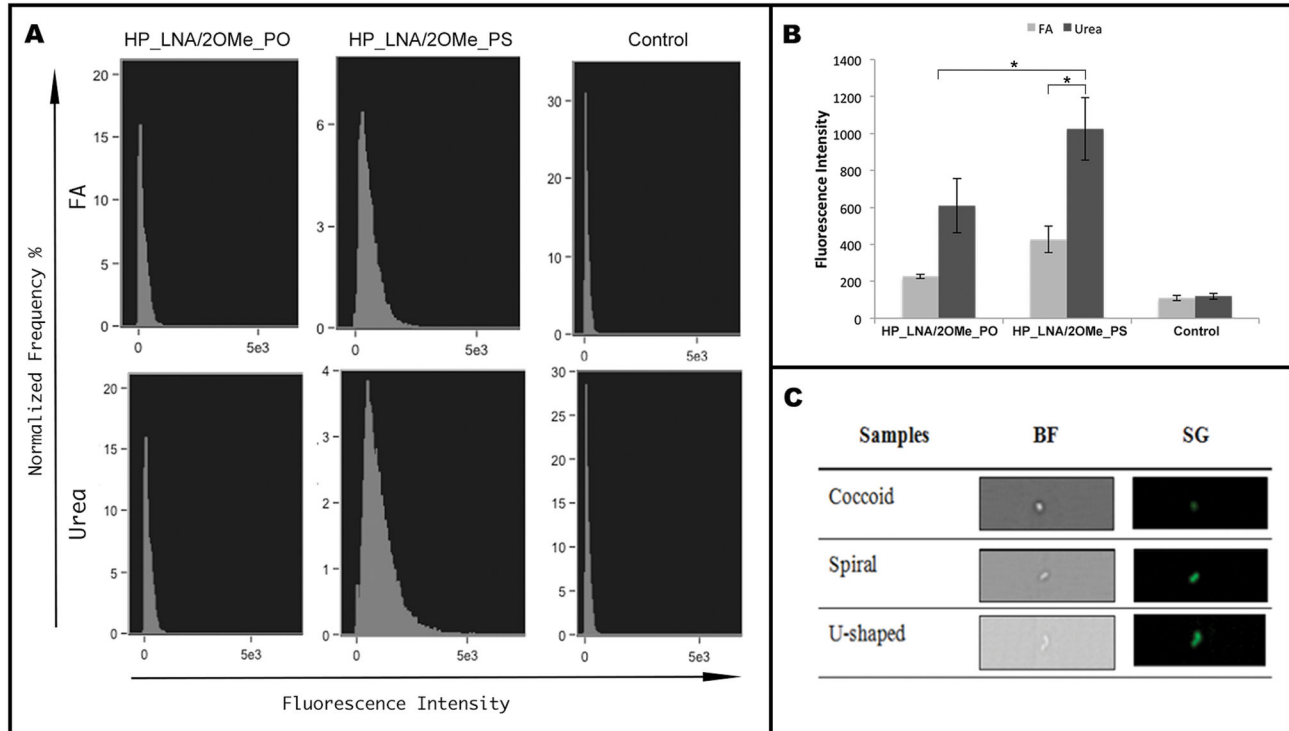 A
HP_LNA/2OMe_PO HP_LNA/2OMe_PS Control
Normalized Frequency %
FA
20
15
10
5
0
0 5e3
6
3
0
0 5e3
30
20
10
0
0 5e3
Urea
20
15
10
5
0
0 5e3
4
3
2
1
0
0 5e3
30
25
20
15
10
5
0
0 5e3
Fluorescence Intensity
B
FA Urea
Fluorescence Intensity
1400
1200
1000
800
600
400
200
0
* *
HP_LNA/2OMe_PO HP_LNA/2OMe_PS Control
C
Samples BF SG
Coccoid
Spiral
U-shaped